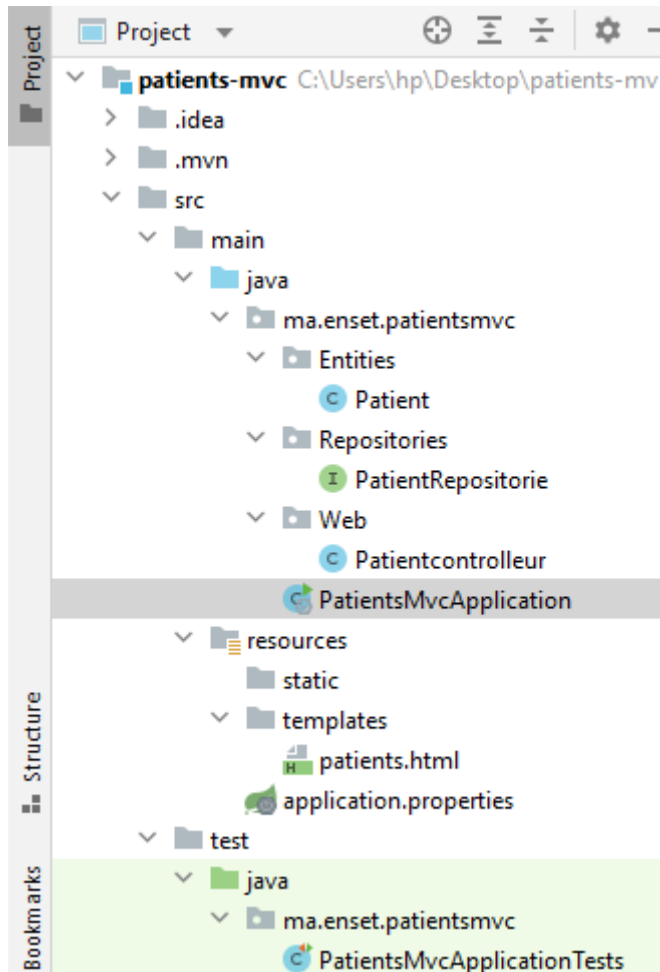 Project
Project
patients-mvc C:\Users\hp\Desktop\patients-mv
.idea
.mvn
src
main
java
ma.enset.patientsmvc
Entities
C Patient
Repositories
I PatientRepositorie
Web
C Patientcontrolleur
C PatientsMvcApplication
resources
static
templates
H patients.html
application.properties
test
java
ma.enset.patientsmvc
C PatientsMvcApplicationTests
Structure
Bookmarks